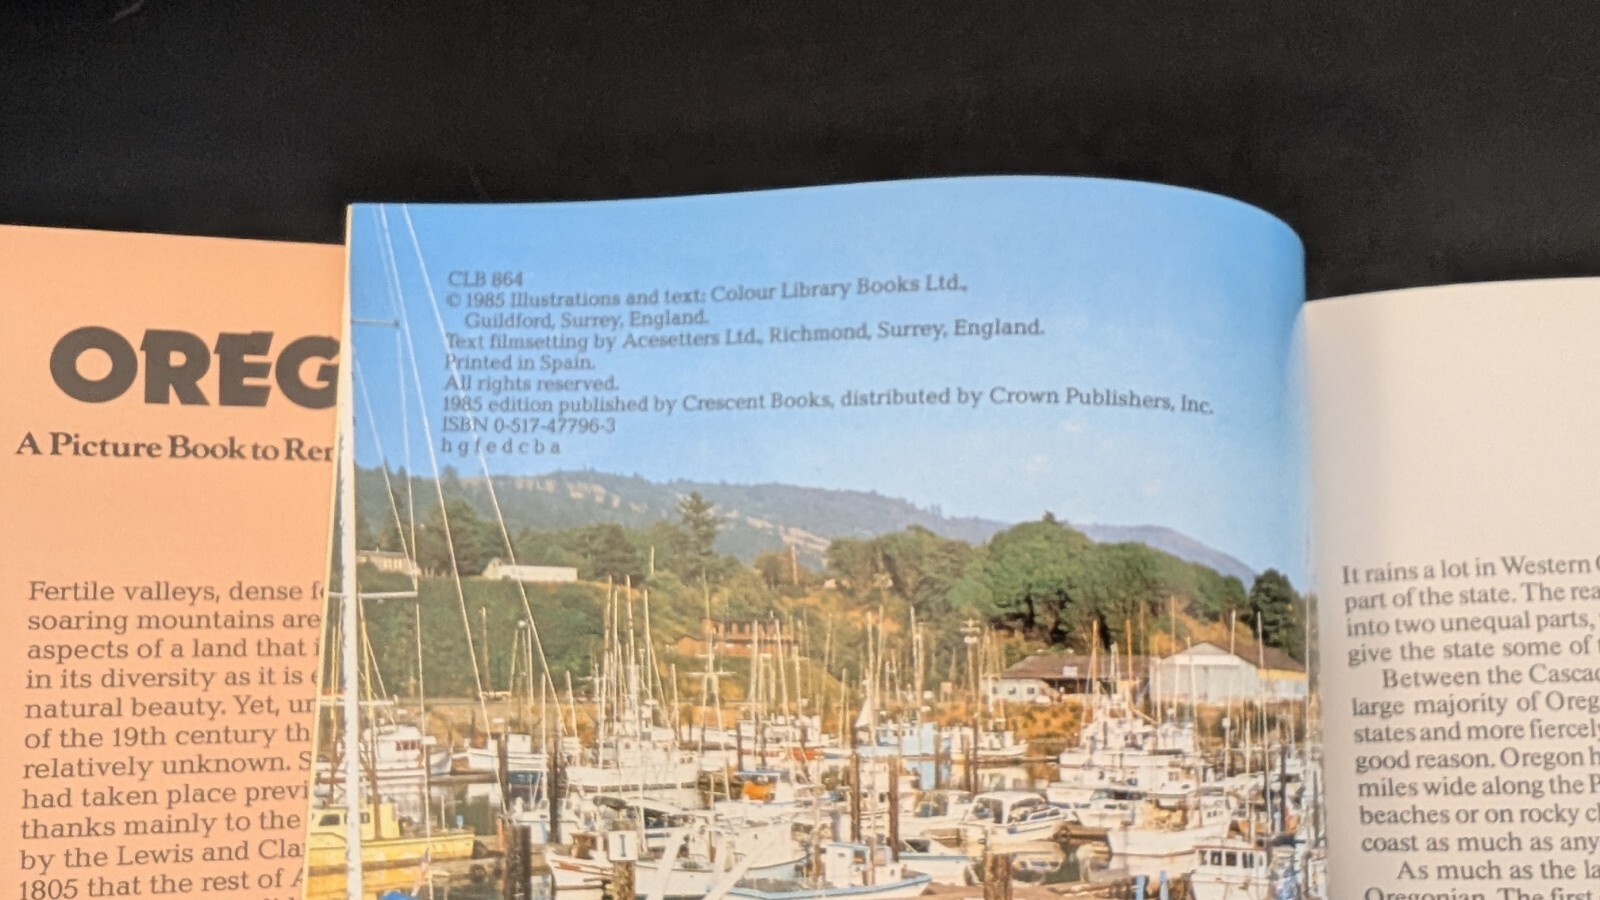 OREG
A Picture Book to Rer
Fertile valleys, dense f
soaring mountains are
aspects of a land that
in its diversity as it is
natural beauty. Yet, ur
of the 19th century th
relatively unknown. S
had taken place previ
thanks mainly to the
by the Lewis and Cla
1805 that the rest of A
CLB 864
© 1985 Illustrations and text: Colour Library Books Ltd.,
Guildford, Surrey, England.
Text filmsetting by Acesetters Ltd., Richmond, Surrey, England.
Printed in Spain.
All rights reserved.
1985 edition published by Crescent Books, distributed by Crown Publishers, Inc.
ISBN 0-517-47796-3
h g f e d c b a
1
It rains a lot in Western
part of the state. The rea
into two unequal parts,
give the state some of
Between the Casca
large majority of Oreg
states and more fiercely
good reason. Oregon h
miles wide along the P
beaches or on rocky cl
coast as much as any
As much as the la
Oregonian. The first